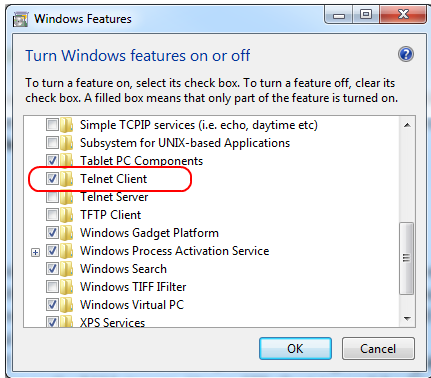 Windows Features
Turn Windows features on or off
To turn a feature on, select its check box. To turn a feature off, clear its
check box. A filled box means that only part of the feature is turned on.
Simple TCPIP services (i.e. echo, daytime etc)
Subsystem for UNIX-based Applications
Tablet PC Components
Telnet Client
Telnet Server
TFTP Client
Windows Gadget Platform
Windows Process Activation Service
Windows Search
Windows TIFF IFilter
Windows Virtual PC
XPS Services
OK
Cancel